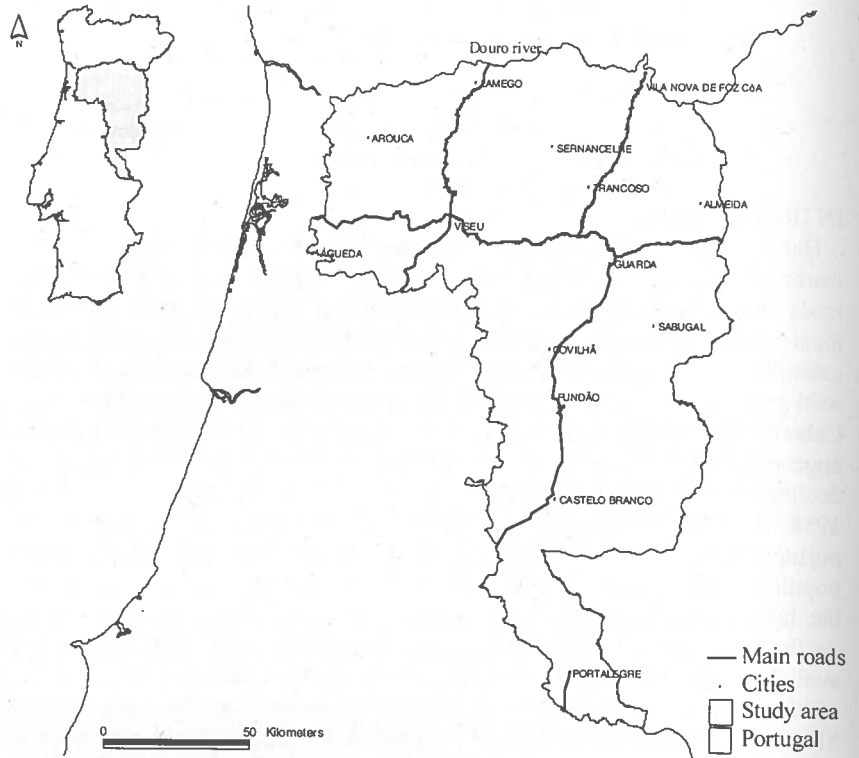 N
Douro river
LAMEGO
VILA NOVA DE FOZ CÔA
AROUCA
SERNANCELHE
TRANCOSO
ALMEIDA
VISEU
ÁGUEDA
GUARDA
SABUGAL
COVILHÃ
FUNDÃO
CASTELO BRANCO
PORTALEGRE
Main roads
Cities
Study area
Portugal
0 50 Kilometers